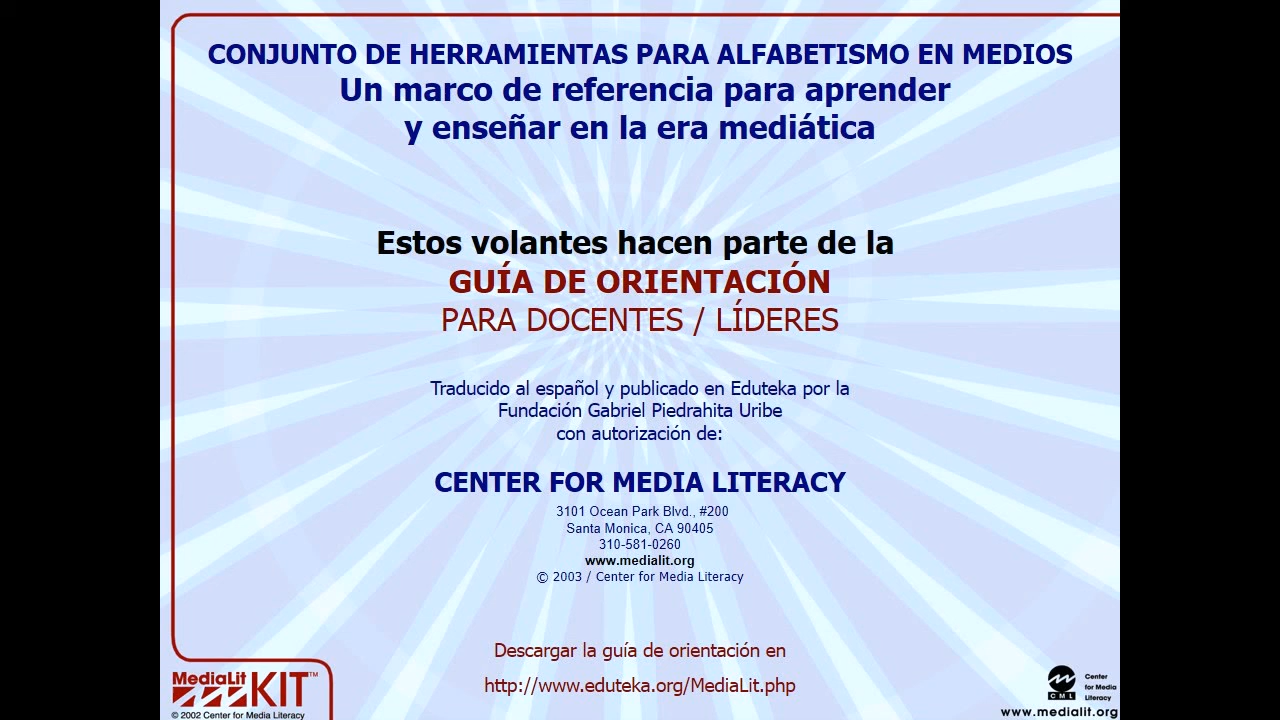 CONJUNTO DE HERRAMIENTAS PARA ALFABETISMO EN MEDIOS
Un marco de referencia para aprender
y enseñar en la era mediática
Estos volantes hacen parte de la
GUÍA DE ORIENTACIÓN
PARA DOCENTES / LÍDERES
Traducido al español y publicado en Eduteka por la
Fundación Gabriel Piedrahita Uribe
con autorización de:
CENTER FOR MEDIA LITERACY
3101 Ocean Park Blvd., #200
Santa Monica, CA 90405
310-581-0260
www.medialit.org
© 2003 / Center for Media Literacy
Descargar la guía de orientación en
http://www.eduteka.org/MediaLit.php
MediaLit
KIT™
© 2002 Center for Media Literacy
CML
Center
for Media
Literacy
www.medialit.org